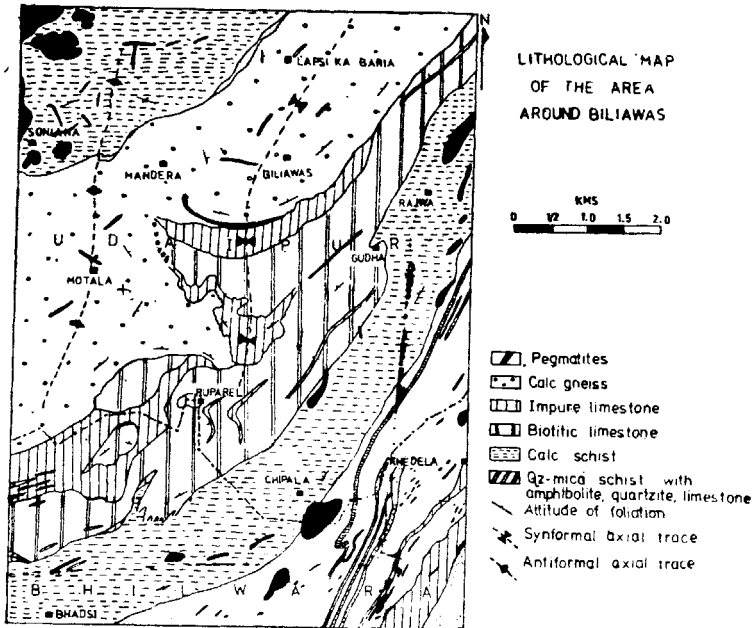 N
LITHOLOGICAL MAP
OF THE AREA
AROUND BILIAWAS
KMS
0 1/2 1.0 1.5 2.0
LAPSI KA BARIA
SONIANA
MANDERA
BILIAWAS
RAJWA
U D A I P U R
GUDHA
MOTALA
RUPAREL
KHEDELA
CHIPALA
B H I L W A R A
BHADSI
Pegmatites
Calc gneiss
Impure limestone
Biotitic limestone
Calc schist
Qz-mica schist with
amphibolite, quartzite, limestone
Attitude of foliation
Synformal axial trace
Antiformal axial trace